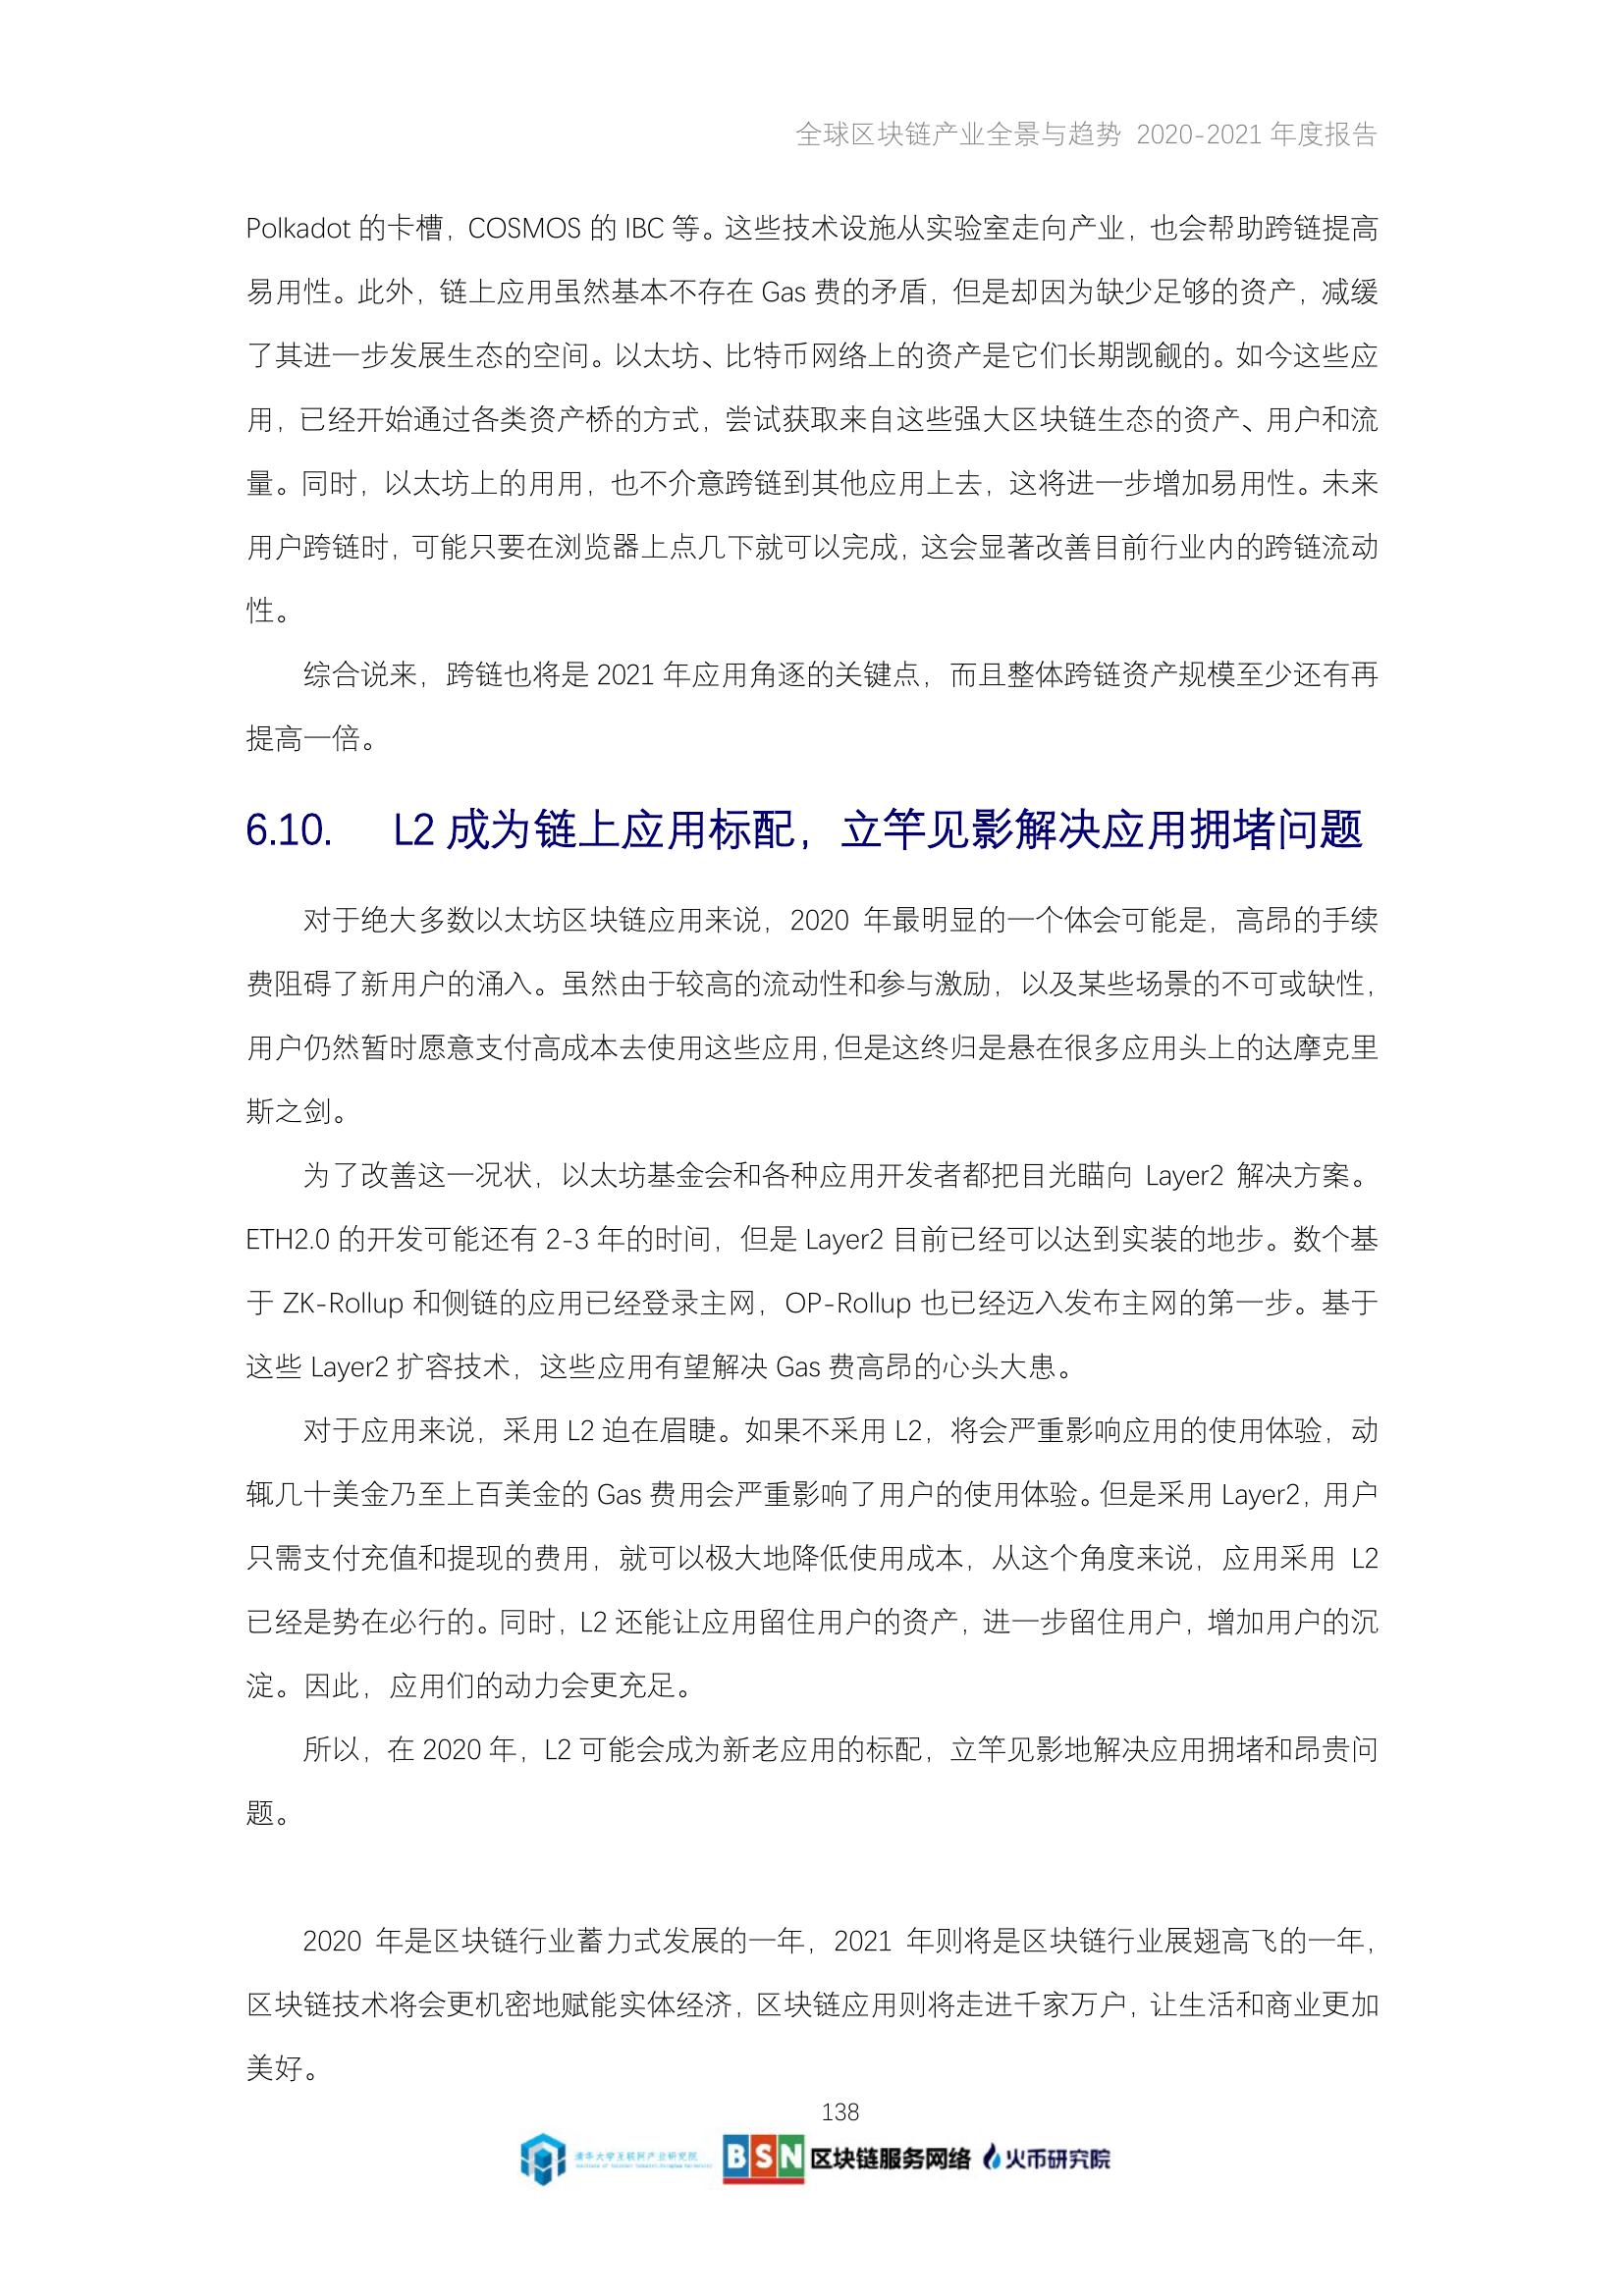 全球区块链产业全景与趋势 2020-2021 年度报告
Polkadot 的卡槽，COSMOS 的 IBC 等。这些技术设施从实验室走向产业，也会帮助跨链提高
易用性。此外，链上应用虽然基本不存在 Gas 费的矛盾，但是却因为缺少足够的资产，减缓
了其进一步发展生态的空间。以太坊、比特币网络上的资产是它们长期觊觎的。如今这些应
用，已经开始通过各类资产桥的方式，尝试获取来自这些强大区块链生态的资产、用户和流
量。同时，以太坊上的用用，也不介意跨链到其他应用上去，这将进一步增加易用性。未来
用户跨链时，可能只要在浏览器上点几下就可以完成，这会显著改善目前行业内的跨链流动
性。
综合说来，跨链也将是 2021 年应用角逐的关键点，而且整体跨链资产规模至少还有再
提高一倍。
6.10. L2 成为链上应用标配，立竿见影解决应用拥堵问题
对于绝大多数以太坊区块链应用来说，2020 年最明显的一个体会可能是，高昂的手续
费阻碍了新用户的涌入。虽然由于较高的流动性和参与激励，以及某些场景的不可或缺性，
用户仍然暂时愿意支付高成本去使用这些应用，但是这终归是悬在很多应用头上的达摩克里
斯之剑。
为了改善这一况状，以太坊基金会和各种应用开发者都把目光瞄向 Layer2 解决方案。
ETH2.0 的开发可能还有 2-3 年的时间，但是 Layer2 目前已经可以达到实装的地步。数个基
于 ZK-Rollup 和侧链的应用已经登录主网，OP-Rollup 也已经迈入发布主网的第一步。基于
这些 Layer2 扩容技术，这些应用有望解决 Gas 费高昂的心头大患。
对于应用来说，采用 L2 迫在眉睫。如果不采用 L2，将会严重影响应用的使用体验，动
辄几十美金乃至上百美金的 Gas 费用会严重影响了用户的使用体验。但是采用 Layer2，用户
只需支付充值和提现的费用，就可以极大地降低使用成本，从这个角度来说，应用采用 L2
已经是势在必行的。同时，L2 还能让应用留住用户的资产，进一步留住用户，增加用户的沉
淀。因此，应用们的动力会更充足。
所以，在 2020 年，L2 可能会成为新老应用的标配，立竿见影地解决应用拥堵和昂贵问
题。
2020 年是区块链行业蓄力式发展的一年，2021 年则将是区块链行业展翅高飞的一年，
区块链技术将会更机密地赋能实体经济，区块链应用则将走进千家万户，让生活和商业更加
美好。
138
清华大学互联网产业研究院 BSN 区块链服务网络 火币研究院